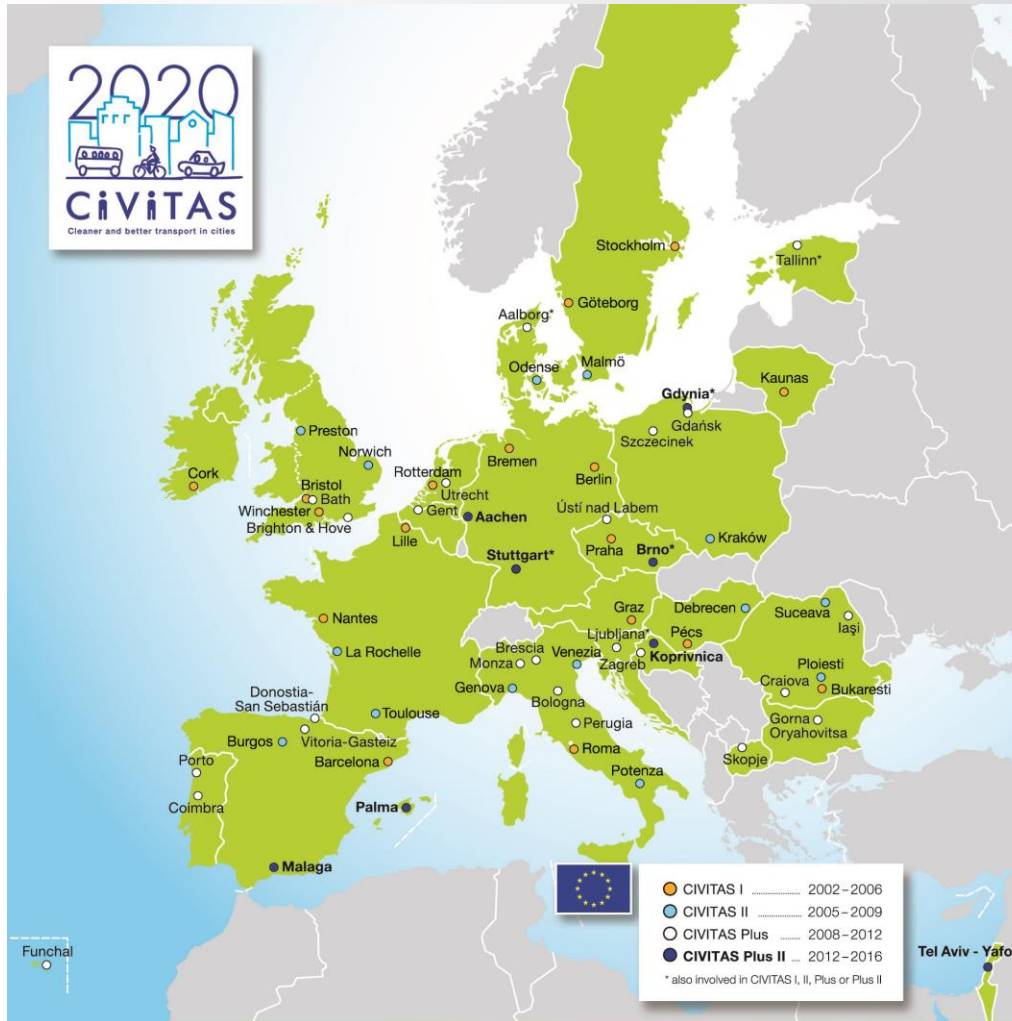 2020
CiViTAS
Cleaner and better transport in cities
Stockholm
Tallinn*
Göteborg
Aalborg*
Odense
Malmö
Kaunas
Gdynia*
Gdańsk
Szczecinek
Preston
Norwich
Bremen
Berlin
Cork
Rotterdam
Utrecht
Bristol
Bath
Winchester
Gent
Brighton & Hove
Aachen
Ústí nad Labem
Lille
Praha
Brno*
Kraków
Stuttgart*
Nantes
Graz
Debrecen
Suceava
Iaşi
La Rochelle
Ljubljana*
Pécs
Brescia
Monza
Venezia
Zagreb
Koprivnica
Ploiesti
Genova
Craiova
Bukaresti
Bologna
Donostia-
San Sebastián
Toulouse
Perugia
Gorna
Oryahovitsa
Vitoria-Gasteiz
Burgos
Barcelona
Roma
Skopje
Porto
Potenza
Coimbra
Palma
Malaga
Funchal
Tel Aviv - Yafo
CIVITAS I ............ 2002–2006
CIVITAS II ............ 2005–2009
CIVITAS Plus ........ 2008–2012
CIVITAS Plus II ... 2012–2016
* also involved in CIVITAS I, II, Plus or Plus II